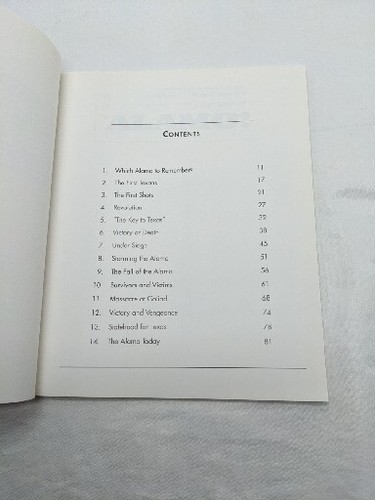 CONTENTS
1. Which Alamo to Remember? 11
2. The First Texans 17
3. The First Shots 21
4. Revolution 27
5. "The Key to Texas" 32
6. Victory or Death 38
7. Under Siege 45
8. Storming the Alamo 51
9. The Fall of the Alamo 56
10. Survivors and Victims 61
11. Massacre at Goliad 68
12. Victory and Vengeance 74
13. Statehood for Texas 78
14. The Alamo Today 81